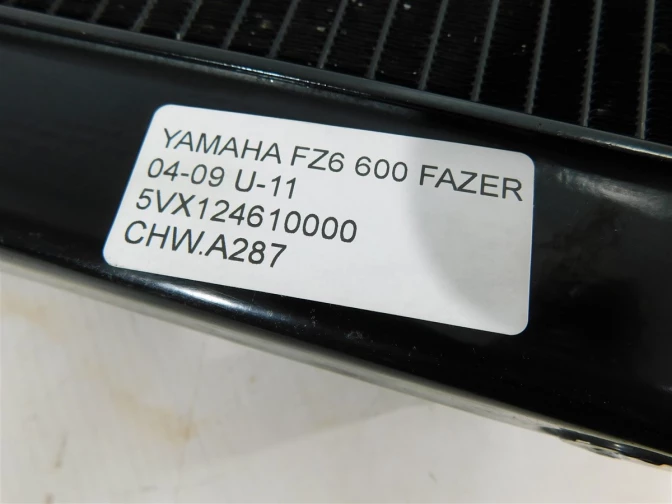 YAMAHA FZ6 600 FAZER
04-09 U-11
5VX124610000
CHW.A287